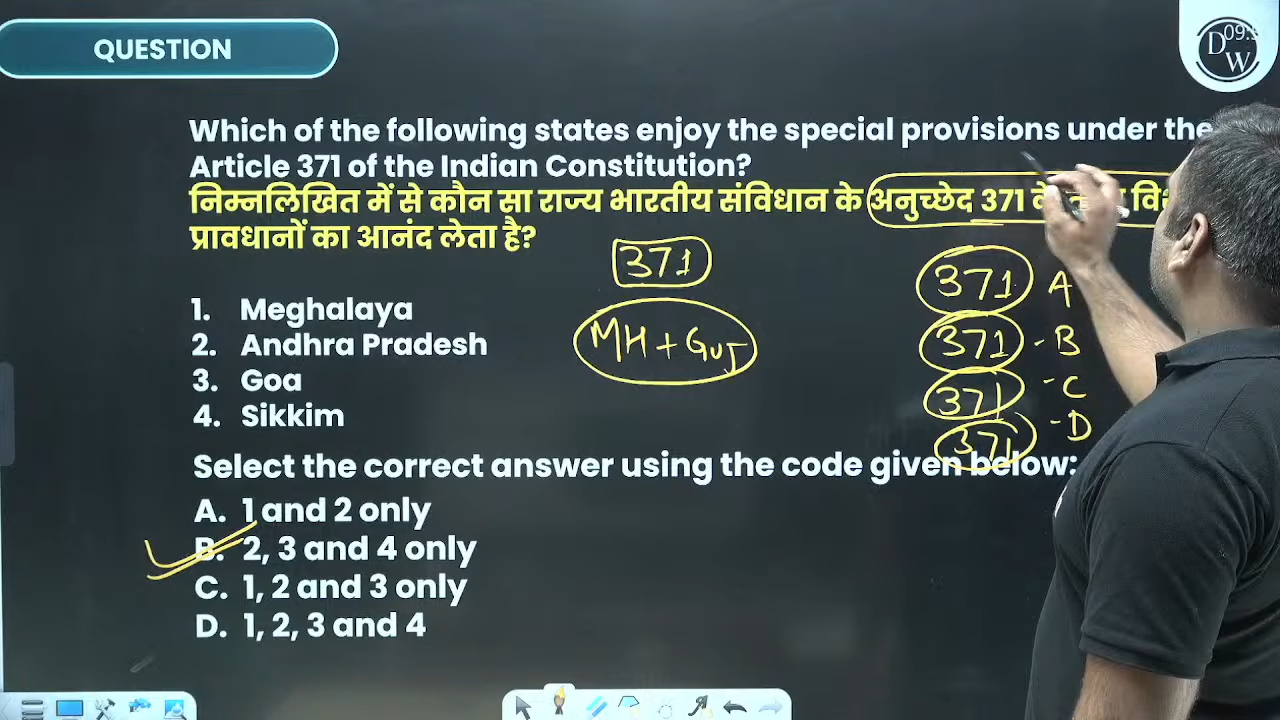 QUESTION
09:
D
W
Which of the following states enjoy the special provisions under the
Article 371 of the Indian Constitution?
निम्नलिखित में से कौन सा राज्य भारतीय संविधान के अनुच्छेद 371
प्रावधानों का आनंद लेता है?
371
MH + Guj
371 A
371 - B
371 - C
371 - D
1. Meghalaya
2. Andhra Pradesh
3. Goa
4. Sikkim
Select the correct answer using the code given below:
A. 1 and 2 only
B. 2, 3 and 4 only
C. 1, 2 and 3 only
D. 1, 2, 3 and 4